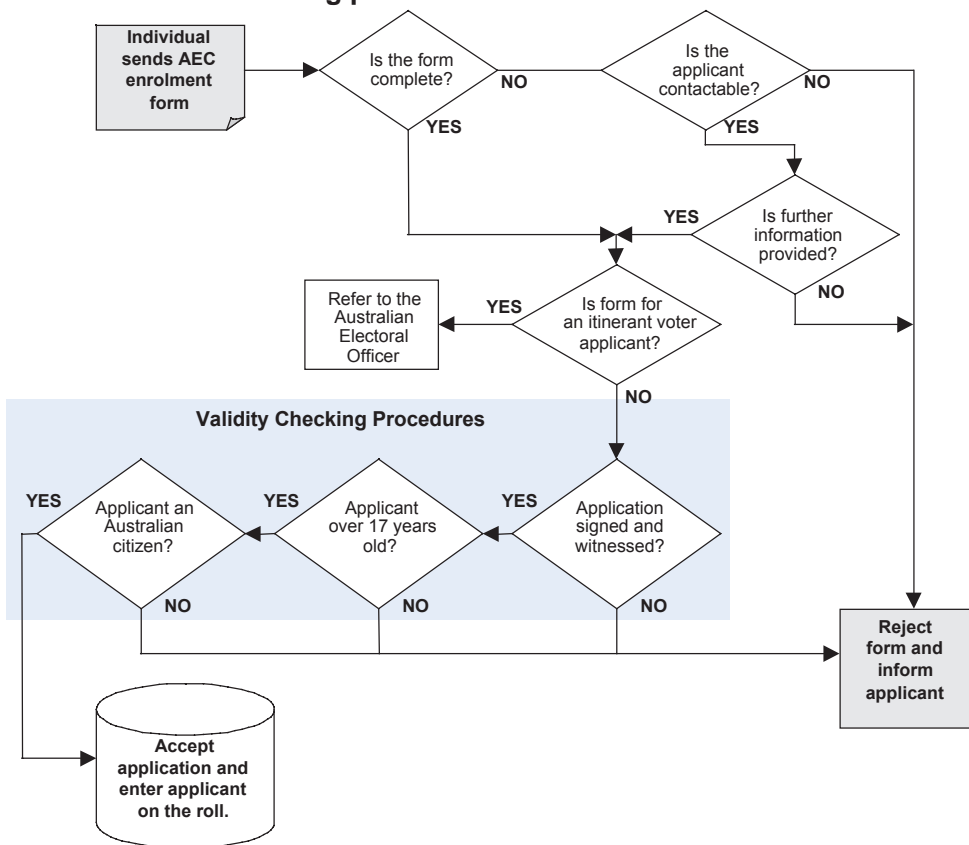 Individual
sends AEC
enrolment
form
Is the form
complete?
NO
YES
Is the
applicant
contactable?
NO
YES
Is further
information
provided?
YES
NO
Is form for
an itinerant voter
applicant?
YES
NO
Refer to the
Australian
Electoral
Officer
Validity Checking Procedures
Application
signed and
witnessed?
YES
NO
Applicant
over 17 years
old?
YES
NO
Applicant an
Australian
citizen?
YES
NO
Reject
form and
inform
applicant
Accept
application and
enter applicant
on the roll.